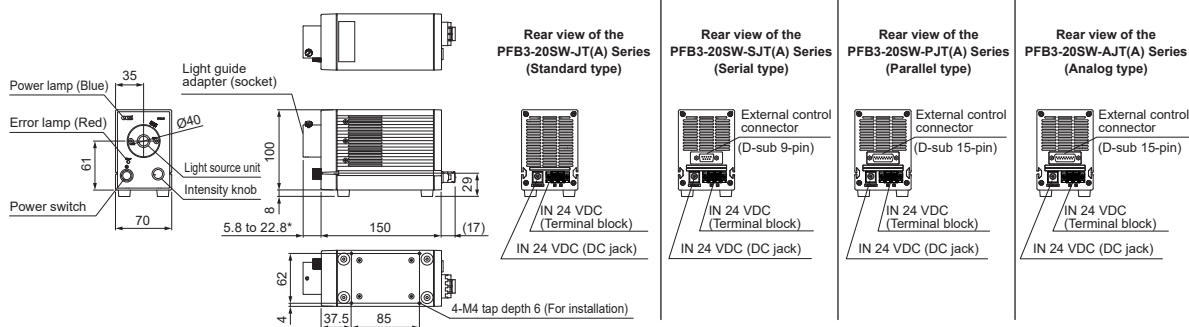 35
Power lamp (Blue)
Error lamp (Red)
Ø40
61
Light source unit
Intensity knob
Power switch
70
Light guide
adapter (socket)
100
8
29
5.8 to 22.8*
150
(17)
62
4
37.5
85
4-M4 tap depth 6 (For installation)
Rear view of the
PFB3-20SW-JT(A) Series
(Standard type)
IN 24 VDC
(Terminal block)
IN 24 VDC (DC jack)
Rear view of the
PFB3-20SW-SJT(A) Series
(Serial type)
External control
connector
(D-sub 9-pin)
IN 24 VDC
(Terminal block)
IN 24 VDC (DC jack)
Rear view of the
PFB3-20SW-PJT(A) Series
(Parallel type)
External control
connector
(D-sub 15-pin)
IN 24 VDC
(Terminal block)
IN 24 VDC (DC jack)
Rear view of the
PFB3-20SW-AJT(A) Series
(Analog type)
External control
connector
(D-sub 15-pin)
IN 24 VDC
(Terminal block)
IN 24 VDC (DC jack)